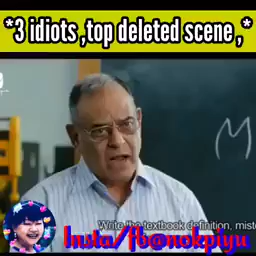 *3 idiots ,top deleted scene ,*
M
Write the textbook definition, miste
Insta/fb@nokpiyu